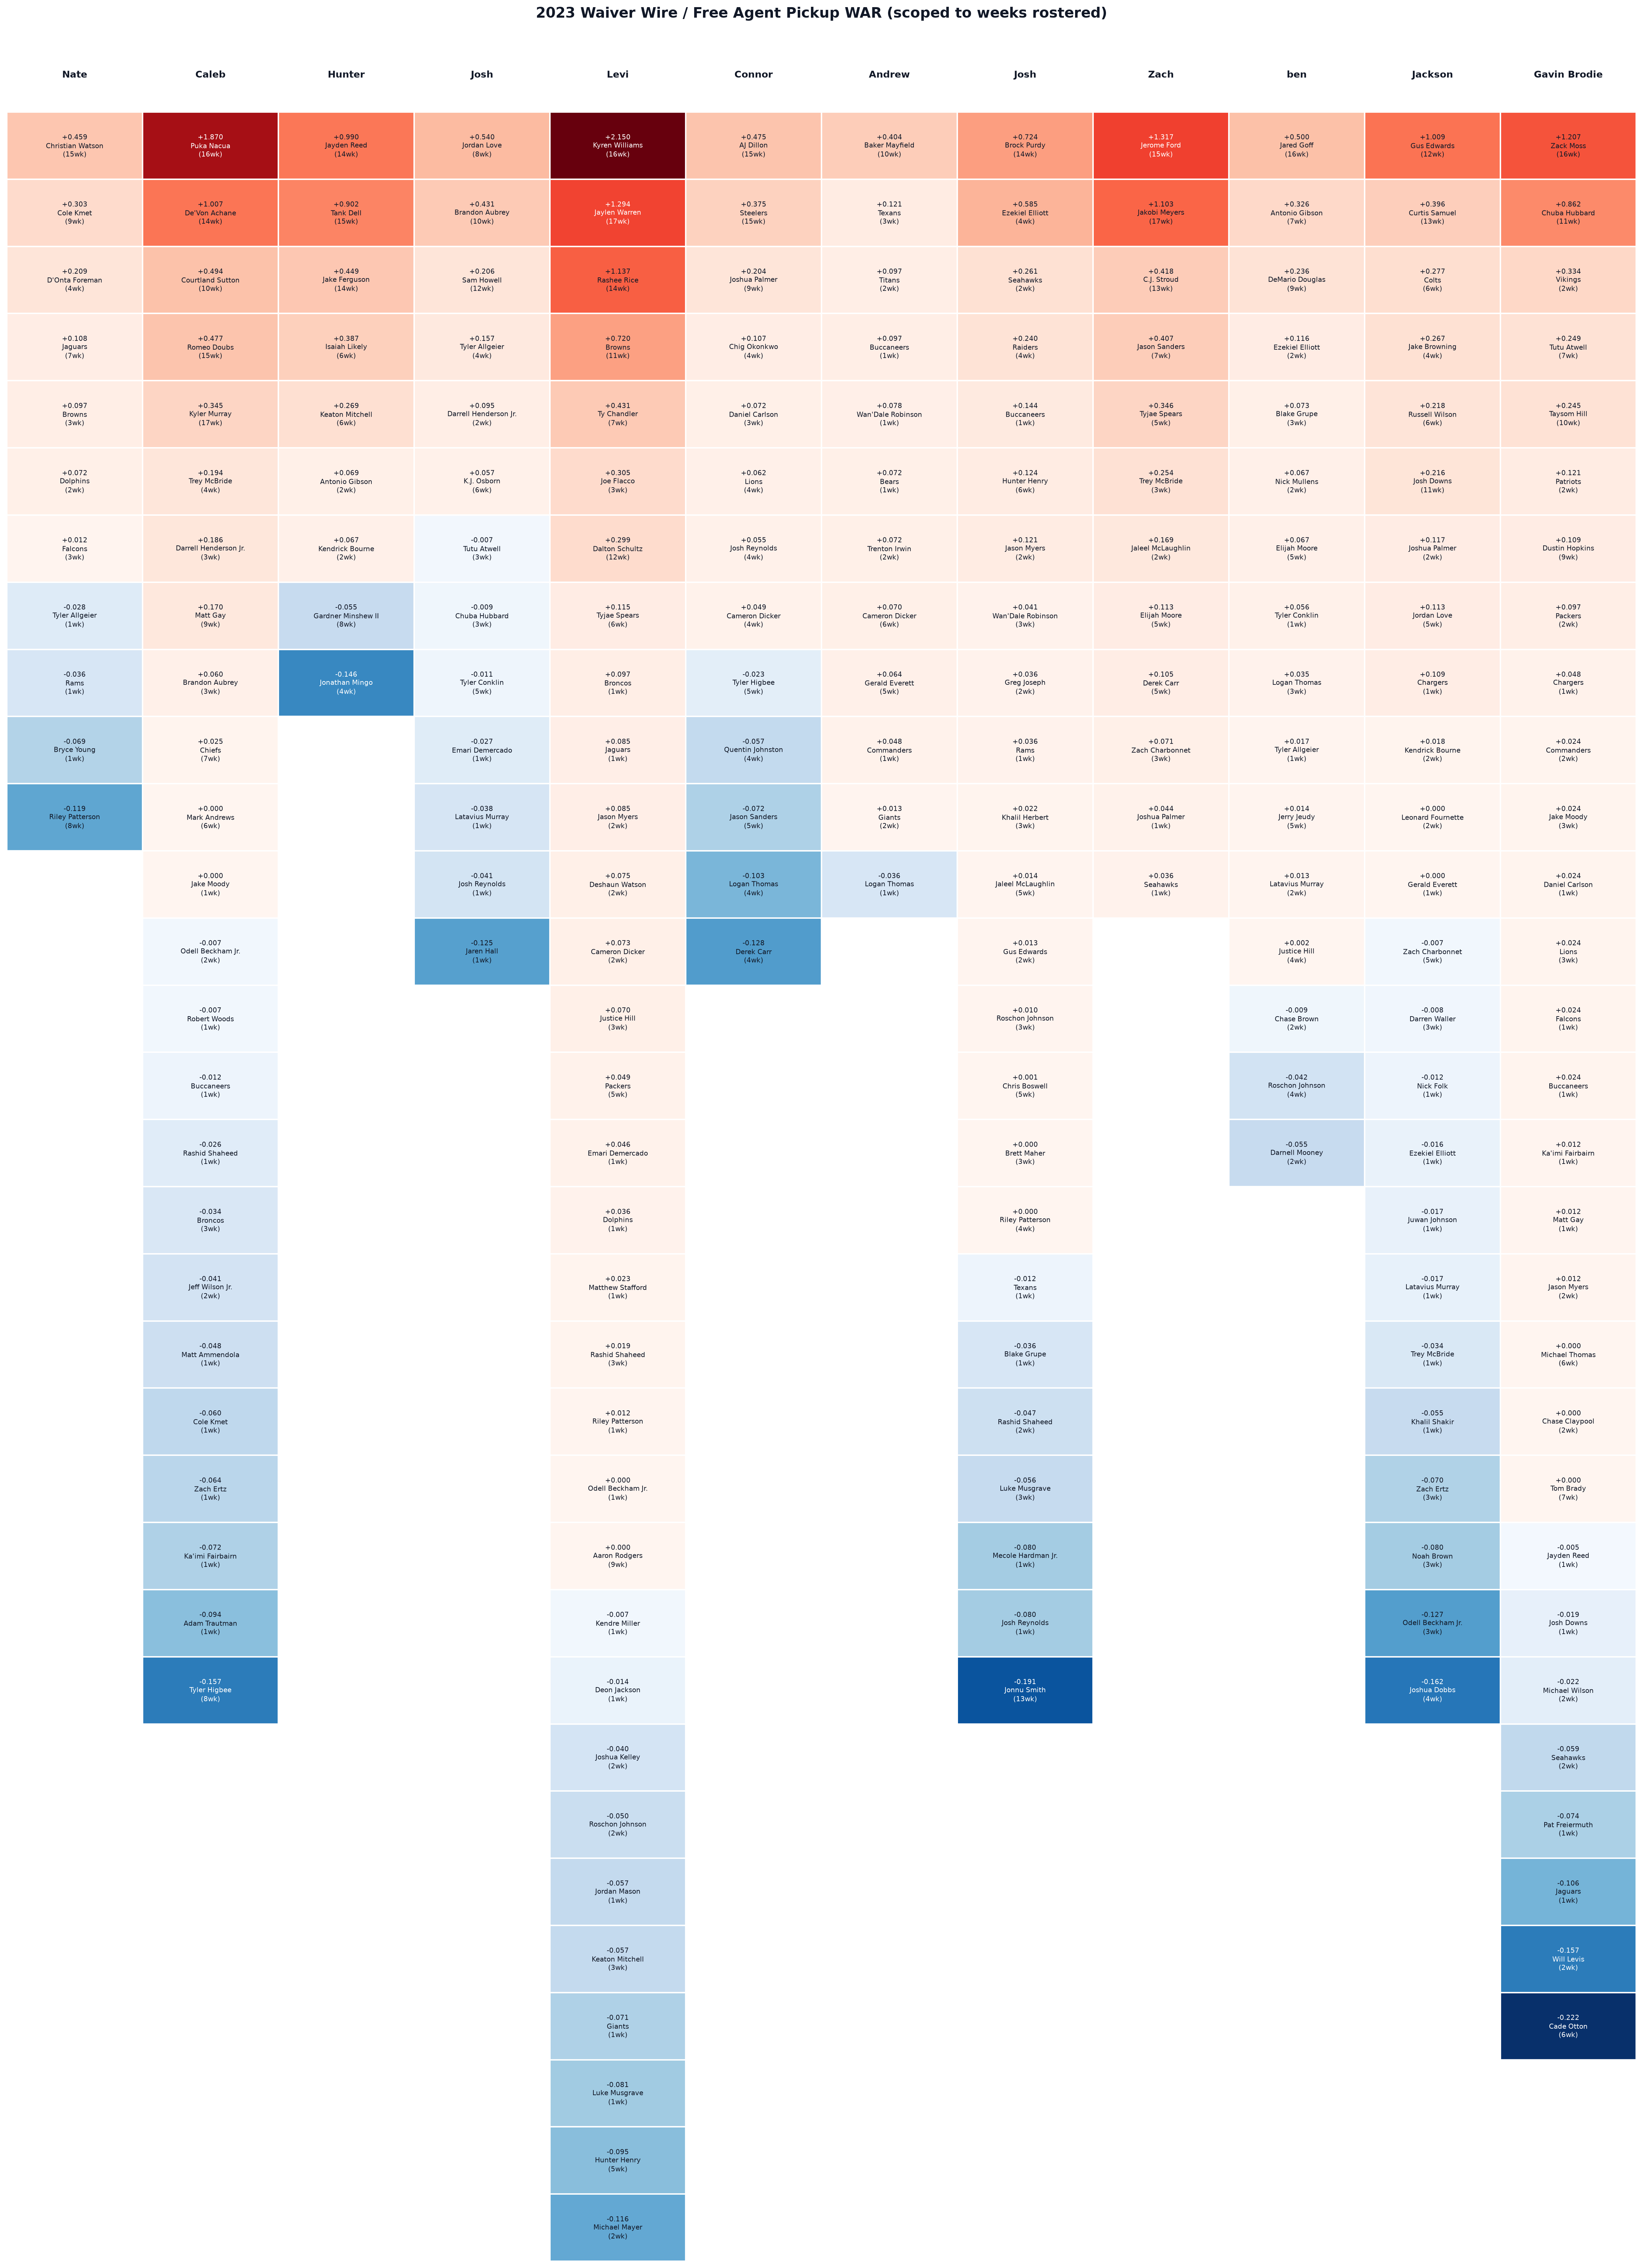 2023 Waiver Wire / Free Agent Pickup WAR (scoped to weeks rostered)
Nate
Caleb
Hunter
Josh
Levi
Connor
Andrew
Josh
Zach
ben
Jackson
Gavin Brodie
+0.459
Christian Watson
(15wk)
+1.870
Puka Nacua
(16wk)
+0.990
Jayden Reed
(14wk)
+0.540
Jordan Love
(8wk)
+2.150
Kyren Williams
(16wk)
+0.475
AJ Dillon
(15wk)
+0.404
Baker Mayfield
(10wk)
+0.724
Brock Purdy
(14wk)
+1.317
Jerome Ford
(15wk)
+0.500
Jared Goff
(16wk)
+1.009
Gus Edwards
(12wk)
+1.207
Zack Moss
(16wk)
+0.303
Cole Kmet
(9wk)
+1.007
De'Von Achane
(14wk)
+0.902
Tank Dell
(15wk)
+0.431
Brandon Aubrey
(10wk)
+1.294
Jaylen Warren
(17wk)
+0.375
Steelers
(15wk)
+0.121
Texans
(3wk)
+0.585
Ezekiel Elliott
(4wk)
+1.103
Jakobi Meyers
(17wk)
+0.326
Antonio Gibson
(7wk)
+0.396
Curtis Samuel
(13wk)
+0.862
Chuba Hubbard
(11wk)
+0.209
D'Onta Foreman
(4wk)
+0.494
Courtland Sutton
(10wk)
+0.449
Jake Ferguson
(14wk)
+0.206
Sam Howell
(12wk)
+1.137
Rashee Rice
(14wk)
+0.204
Joshua Palmer
(9wk)
+0.097
Titans
(2wk)
+0.261
Seahawks
(2wk)
+0.418
C.J. Stroud
(13wk)
+0.236
DeMario Douglas
(9wk)
+0.277
Colts
(6wk)
+0.334
Vikings
(2wk)
+0.108
Jaguars
(7wk)
+0.477
Romeo Doubs
(15wk)
+0.387
Isaiah Likely
(6wk)
+0.157
Tyler Allgeier
(4wk)
+0.720
Browns
(11wk)
+0.107
Chig Okonkwo
(4wk)
+0.097
Buccaneers
(1wk)
+0.240
Raiders
(4wk)
+0.407
Jason Sanders
(7wk)
+0.116
Ezekiel Elliott
(2wk)
+0.267
Jake Browning
(4wk)
+0.249
Tutu Atwell
(7wk)
+0.097
Browns
(3wk)
+0.345
Kyler Murray
(17wk)
+0.269
Keaton Mitchell
(6wk)
+0.095
Darrell Henderson Jr.
(2wk)
+0.431
Ty Chandler
(7wk)
+0.072
Daniel Carlson
(3wk)
+0.078
Wan'Dale Robinson
(1wk)
+0.144
Buccaneers
(1wk)
+0.346
Tyjae Spears
(5wk)
+0.073
Blake Grupe
(3wk)
+0.218
Russell Wilson
(6wk)
+0.245
Taysom Hill
(10wk)
+0.072
Dolphins
(2wk)
+0.194
Trey McBride
(4wk)
+0.069
Antonio Gibson
(2wk)
+0.057
K.J. Osborn
(6wk)
+0.305
Joe Flacco
(3wk)
+0.062
Lions
(4wk)
+0.072
Bears
(1wk)
+0.124
Hunter Henry
(6wk)
+0.254
Trey McBride
(3wk)
+0.067
Nick Mullens
(2wk)
+0.216
Josh Downs
(11wk)
+0.121
Patriots
(2wk)
+0.012
Falcons
(3wk)
+0.186
Darrell Henderson Jr.
(3wk)
+0.067
Kendrick Bourne
(2wk)
-0.007
Tutu Atwell
(3wk)
+0.299
Dalton Schultz
(12wk)
+0.055
Josh Reynolds
(4wk)
+0.072
Trenton Irwin
(2wk)
+0.121
Jason Myers
(2wk)
+0.169
Jaleel McLaughlin
(2wk)
+0.067
Elijah Moore
(5wk)
+0.117
Joshua Palmer
(2wk)
+0.109
Dustin Hopkins
(9wk)
-0.028
Tyler Allgeier
(1wk)
+0.170
Matt Gay
(9wk)
-0.055
Gardner Minshew II
(8wk)
-0.009
Chuba Hubbard
(3wk)
+0.115
Tyjae Spears
(6wk)
+0.049
Cameron Dicker
(4wk)
+0.070
Cameron Dicker
(6wk)
+0.041
Wan'Dale Robinson
(3wk)
+0.113
Elijah Moore
(5wk)
+0.056
Tyler Conklin
(1wk)
+0.113
Jordan Love
(5wk)
+0.097
Packers
(2wk)
-0.036
Rams
(1wk)
+0.060
Brandon Aubrey
(3wk)
-0.146
Jonathan Mingo
(4wk)
-0.011
Tyler Conklin
(5wk)
+0.097
Broncos
(1wk)
-0.023
Tyler Higbee
(5wk)
+0.064
Gerald Everett
(5wk)
+0.036
Greg Joseph
(2wk)
+0.105
Derek Carr
(5wk)
+0.035
Logan Thomas
(3wk)
+0.109
Chargers
(1wk)
+0.048
Chargers
(1wk)
-0.069
Bryce Young
(1wk)
+0.025
Chiefs
(7wk)
-0.027
Emari Demercado
(1wk)
+0.085
Jaguars
(1wk)
-0.057
Quentin Johnston
(4wk)
+0.048
Commanders
(1wk)
+0.036
Rams
(1wk)
+0.071
Zach Charbonnet
(3wk)
+0.017
Tyler Allgeier
(1wk)
+0.018
Kendrick Bourne
(2wk)
+0.024
Commanders
(2wk)
-0.119
Riley Patterson
(8wk)
+0.000
Mark Andrews
(6wk)
-0.038
Latavius Murray
(1wk)
+0.085
Jason Myers
(2wk)
-0.072
Jason Sanders
(5wk)
+0.013
Giants
(2wk)
+0.022
Khalil Herbert
(3wk)
+0.044
Joshua Palmer
(1wk)
+0.014
Jerry Jeudy
(5wk)
+0.000
Leonard Fournette
(2wk)
+0.024
Jake Moody
(3wk)
+0.000
Jake Moody
(1wk)
-0.041
Josh Reynolds
(1wk)
+0.075
Deshaun Watson
(2wk)
-0.103
Logan Thomas
(4wk)
-0.036
Logan Thomas
(1wk)
+0.014
Jaleel McLaughlin
(5wk)
+0.036
Seahawks
(1wk)
+0.013
Latavius Murray
(2wk)
+0.000
Gerald Everett
(1wk)
+0.024
Daniel Carlson
(1wk)
-0.007
Odell Beckham Jr.
(2wk)
-0.125
Jaren Hall
(1wk)
+0.073
Cameron Dicker
(2wk)
-0.128
Derek Carr
(4wk)
+0.013
Gus Edwards
(2wk)
+0.002
Justice Hill
(4wk)
-0.007
Zach Charbonnet
(5wk)
+0.024
Lions
(3wk)
-0.007
Robert Woods
(1wk)
+0.070
Justice Hill
(3wk)
+0.010
Roschon Johnson
(3wk)
-0.009
Chase Brown
(2wk)
-0.008
Darren Waller
(3wk)
+0.024
Falcons
(1wk)
-0.012
Buccaneers
(1wk)
+0.049
Packers
(5wk)
+0.001
Chris Boswell
(5wk)
-0.042
Roschon Johnson
(4wk)
-0.012
Nick Folk
(1wk)
+0.024
Buccaneers
(1wk)
-0.026
Rashid Shaheed
(1wk)
+0.046
Emari Demercado
(1wk)
+0.000
Brett Maher
(3wk)
-0.055
Darnell Mooney
(2wk)
-0.016
Ezekiel Elliott
(1wk)
+0.012
Ka'imi Fairbairn
(1wk)
-0.034
Broncos
(3wk)
+0.036
Dolphins
(1wk)
+0.000
Riley Patterson
(4wk)
-0.017
Juwan Johnson
(1wk)
+0.012
Matt Gay
(1wk)
-0.041
Jeff Wilson Jr.
(2wk)
+0.023
Matthew Stafford
(1wk)
-0.012
Texans
(1wk)
-0.017
Latavius Murray
(1wk)
+0.012
Jason Myers
(2wk)
-0.048
Matt Ammendola
(1wk)
+0.019
Rashid Shaheed
(3wk)
-0.036
Blake Grupe
(1wk)
-0.034
Trey McBride
(1wk)
+0.000
Michael Thomas
(6wk)
-0.060
Cole Kmet
(1wk)
+0.012
Riley Patterson
(1wk)
-0.047
Rashid Shaheed
(2wk)
-0.055
Khalil Shakir
(1wk)
+0.000
Chase Claypool
(2wk)
-0.064
Zach Ertz
(1wk)
+0.000
Odell Beckham Jr.
(1wk)
-0.056
Luke Musgrave
(3wk)
-0.070
Zach Ertz
(3wk)
+0.000
Tom Brady
(7wk)
-0.072
Ka'imi Fairbairn
(1wk)
+0.000
Aaron Rodgers
(9wk)
-0.080
Mecole Hardman Jr.
(1wk)
-0.080
Noah Brown
(3wk)
-0.005
Jayden Reed
(1wk)
-0.094
Adam Trautman
(1wk)
-0.007
Kendre Miller
(1wk)
-0.080
Josh Reynolds
(1wk)
-0.127
Odell Beckham Jr.
(3wk)
-0.019
Josh Downs
(1wk)
-0.157
Tyler Higbee
(8wk)
-0.014
Deon Jackson
(1wk)
-0.191
Jonnu Smith
(13wk)
-0.162
Joshua Dobbs
(4wk)
-0.022
Michael Wilson
(2wk)
-0.040
Joshua Kelley
(2wk)
-0.059
Seahawks
(2wk)
-0.050
Roschon Johnson
(2wk)
-0.074
Pat Freiermuth
(1wk)
-0.057
Jordan Mason
(1wk)
-0.106
Jaguars
(1wk)
-0.057
Keaton Mitchell
(3wk)
-0.157
Will Levis
(2wk)
-0.071
Giants
(1wk)
-0.222
Cade Otton
(6wk)
-0.081
Luke Musgrave
(1wk)
-0.095
Hunter Henry
(5wk)
-0.116
Michael Mayer
(2wk)